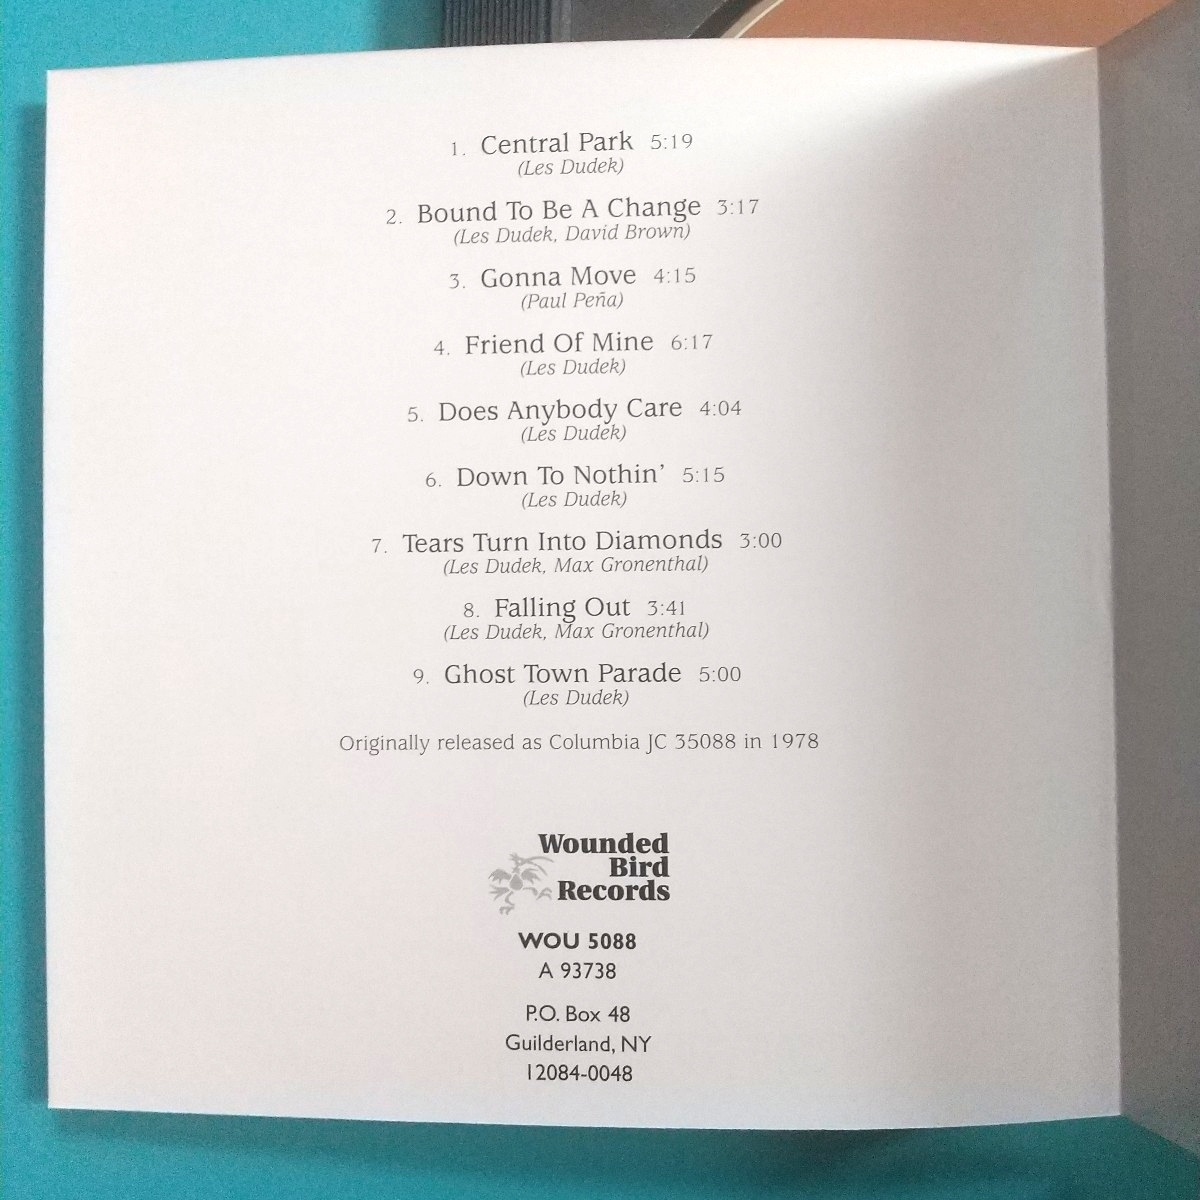 1. Central Park 5:19
(Les Dudek)
2. Bound To Be A Change 3:17
(Les Dudek, David Brown)
3. Gonna Move 4:15
(Paul Peña)
4. Friend Of Mine 6:17
(Les Dudek)
5. Does Anybody Care 4:04
(Les Dudek)
6. Down To Nothin’ 5:15
(Les Dudek)
7. Tears Turn Into Diamonds 3:00
(Les Dudek, Max Gronenthal)
8. Falling Out 3:41
(Les Dudek, Max Gronenthal)
9. Ghost Town Parade 5:00
(Les Dudek)
Originally released as Columbia JC 35088 in 1978
Wounded
Bird
Records
WOU 5088
A 93738
P.O. Box 48
Guilderland, NY
12084-0048